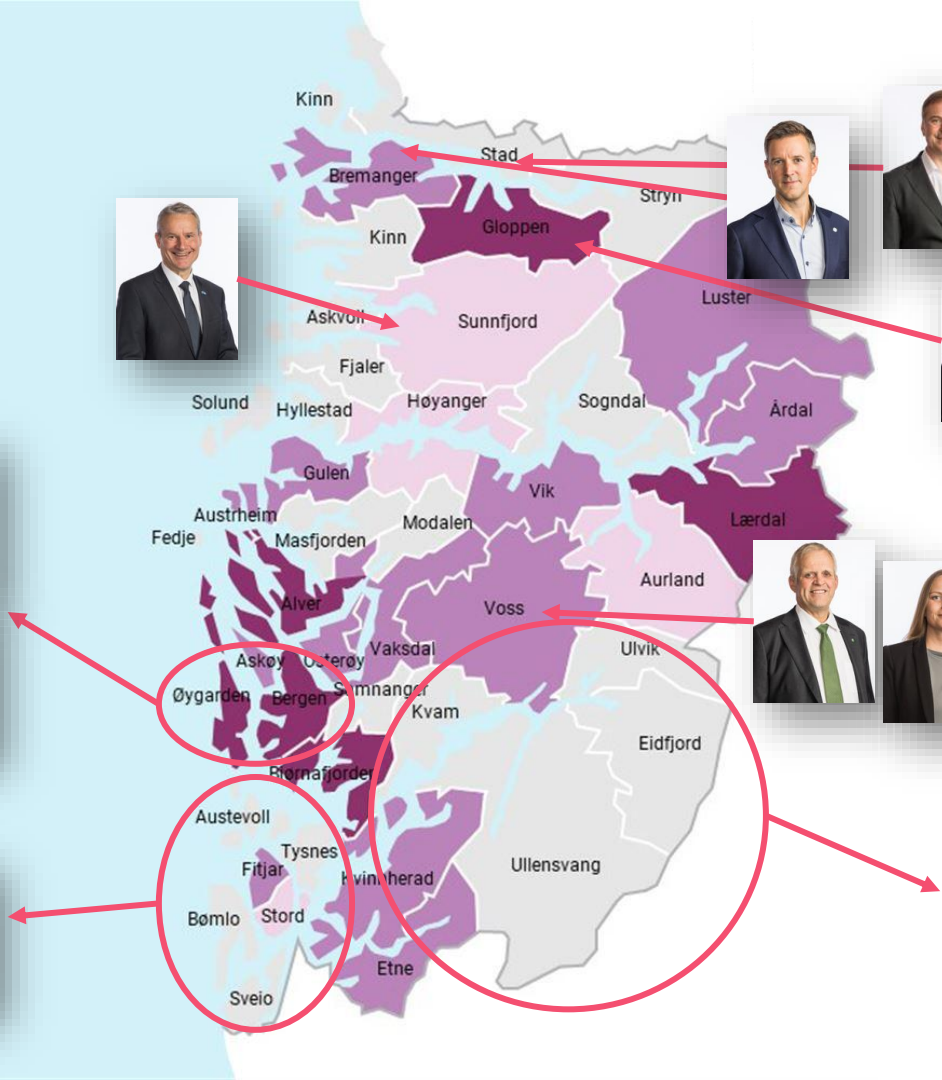 Kinn
Stad
Bremanger
Stryn
Gloppen
Kinn
Luster
Askvoll
Sunnfjord
Fjaler
Solund
Hyllestad
Høyanger
Sogndal
Årdal
Gulen
Vik
Austrheim
Modalen
Lærdal
Fedje
Masfjorden
Aurland
Alver
Voss
Vaksdal
Ulvik
Askøy
Osterøy
Øygarden
Bergen
Samnanger
Kvam
Eidfjord
Bjørnafjorden
Austevoll
Tysnes
Fitjar
Kvinnherad
Ullensvang
Bømlo
Stord
Etne
Sveio